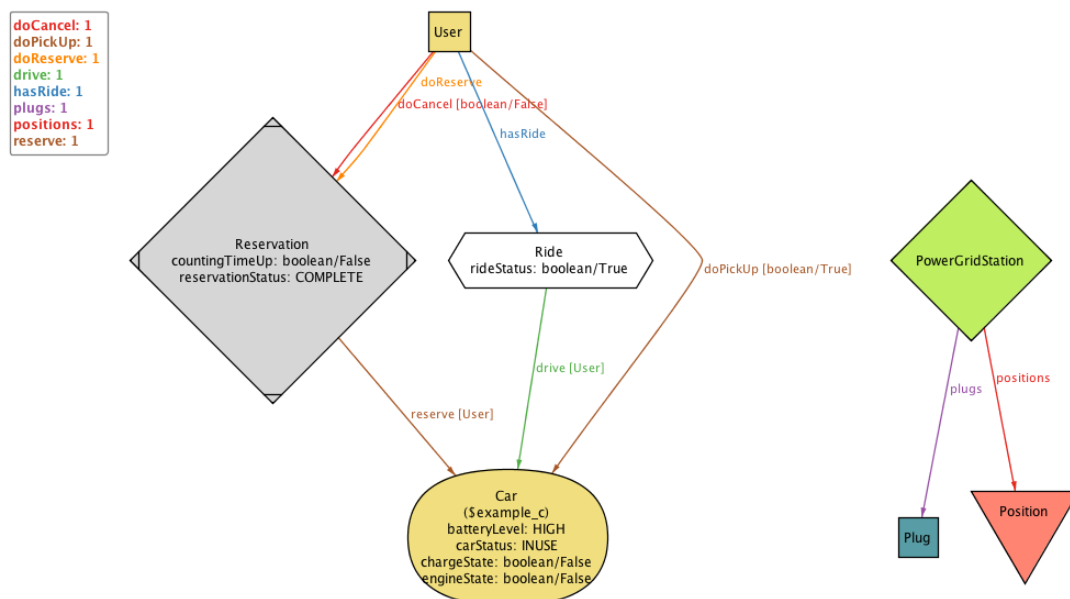 doCancel: 1
doPickUp: 1
doReserve: 1
drive: 1
hasRide: 1
plugs: 1
positions: 1
reserve: 1
User
doReserve
doCancel [boolean/False]
hasRide
Reservation
countingTimeUp: boolean/False
reservationStatus: COMPLETE
Ride
rideStatus: boolean/True
doPickUp [boolean/True]
PowerGridStation
drive [User]
plugs
positions
reserve [User]
Car
($example_c)
batteryLevel: HIGH
carStatus: INUSE
chargeState: boolean/False
engineState: boolean/False
Plug
Position